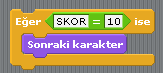 Eğer SKOR = 10 ise
Sonraki karakter